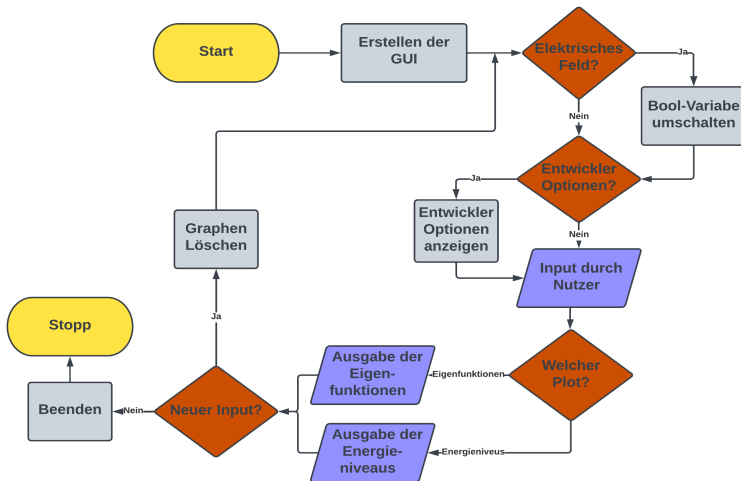 Start
Erstellen der
GUI
Elektrisches
Feld?
Ja
Bool-Variabe
umschalten
Nein
Entwickler
Optionen?
Ja
Entwickler
Optionen
anzeigen
Nein
Input durch
Nutzer
Welcher
Plot?
Eigenfunktionen
Ausgabe der
Eigen-
funktionen
Energieniveus
Ausgabe der
Energie-
niveaus
Neuer Input?
Ja
Graphen
Löschen
Nein
Beenden
Stopp